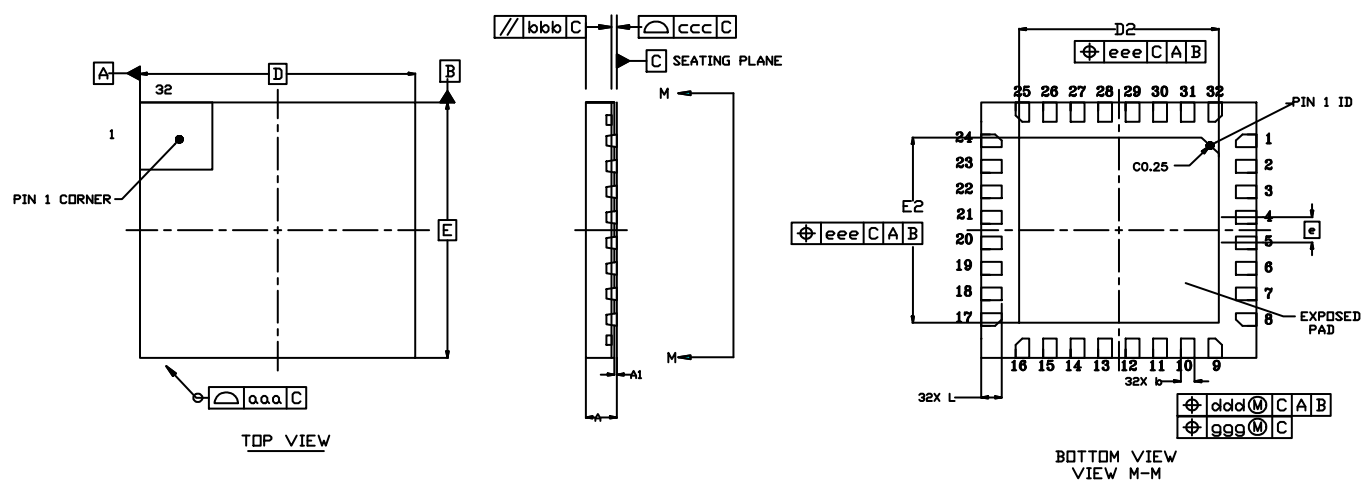 // bbb C
⌓ ccc C
C SEATING PLANE
A
D
B
32
1
PIN 1 CORNER
E
⌓ aaa C
TOP VIEW
M
M
A1
A
D2
⌖ eee C A B
25 26 27 28 29 30 31 32
PIN 1 ID
C0.25
24
23
22
21
20
19
18
17
1
2
3
4
5
6
7
8
E2
⌖ eee C A B
e
EXPOSED
PAD
16 15 14 13 12 11 10 9
32X b
32X L
⌖ ddd Ⓜ C A B
⌖ ggg Ⓜ C
BOTTOM VIEW
VIEW M-M